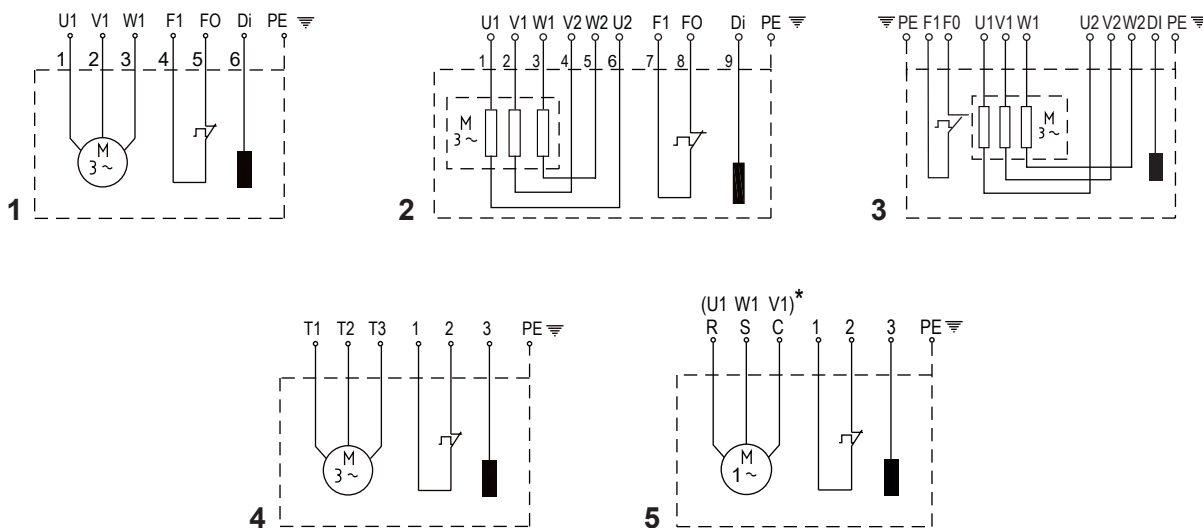 U1 V1 W1 F1 FO Di PE
1 2 3 4 5 6
M
3~
1
U1 V1 W1 V2 W2 U2 F1 FO Di PE
1 2 3 4 5 6 7 8 9
M
3~
2
PE F1 F0 U1 V1 W1 U2 V2 W2 DI PE
M
3~
3
T1 T2 T3 1 2 3 PE
M
3~
4
(U1 W1 V1)*
R S C 1 2 3 PE
M
1~
5